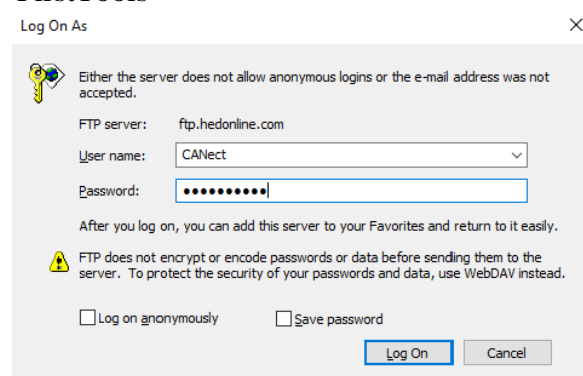 Log On As
Either the server does not allow anonymous logins or the e-mail address was not
accepted.
FTP server: ftp.hedonline.com
User name: CANect
Password: ●●●●●●●●●●
After you log on, you can add this server to your Favorites and return to it easily.
FTP does not encrypt or encode passwords or data before sending them to the
server. To protect the security of your passwords and data, use WebDAV instead.
Log on anonymously Save password
Log On Cancel